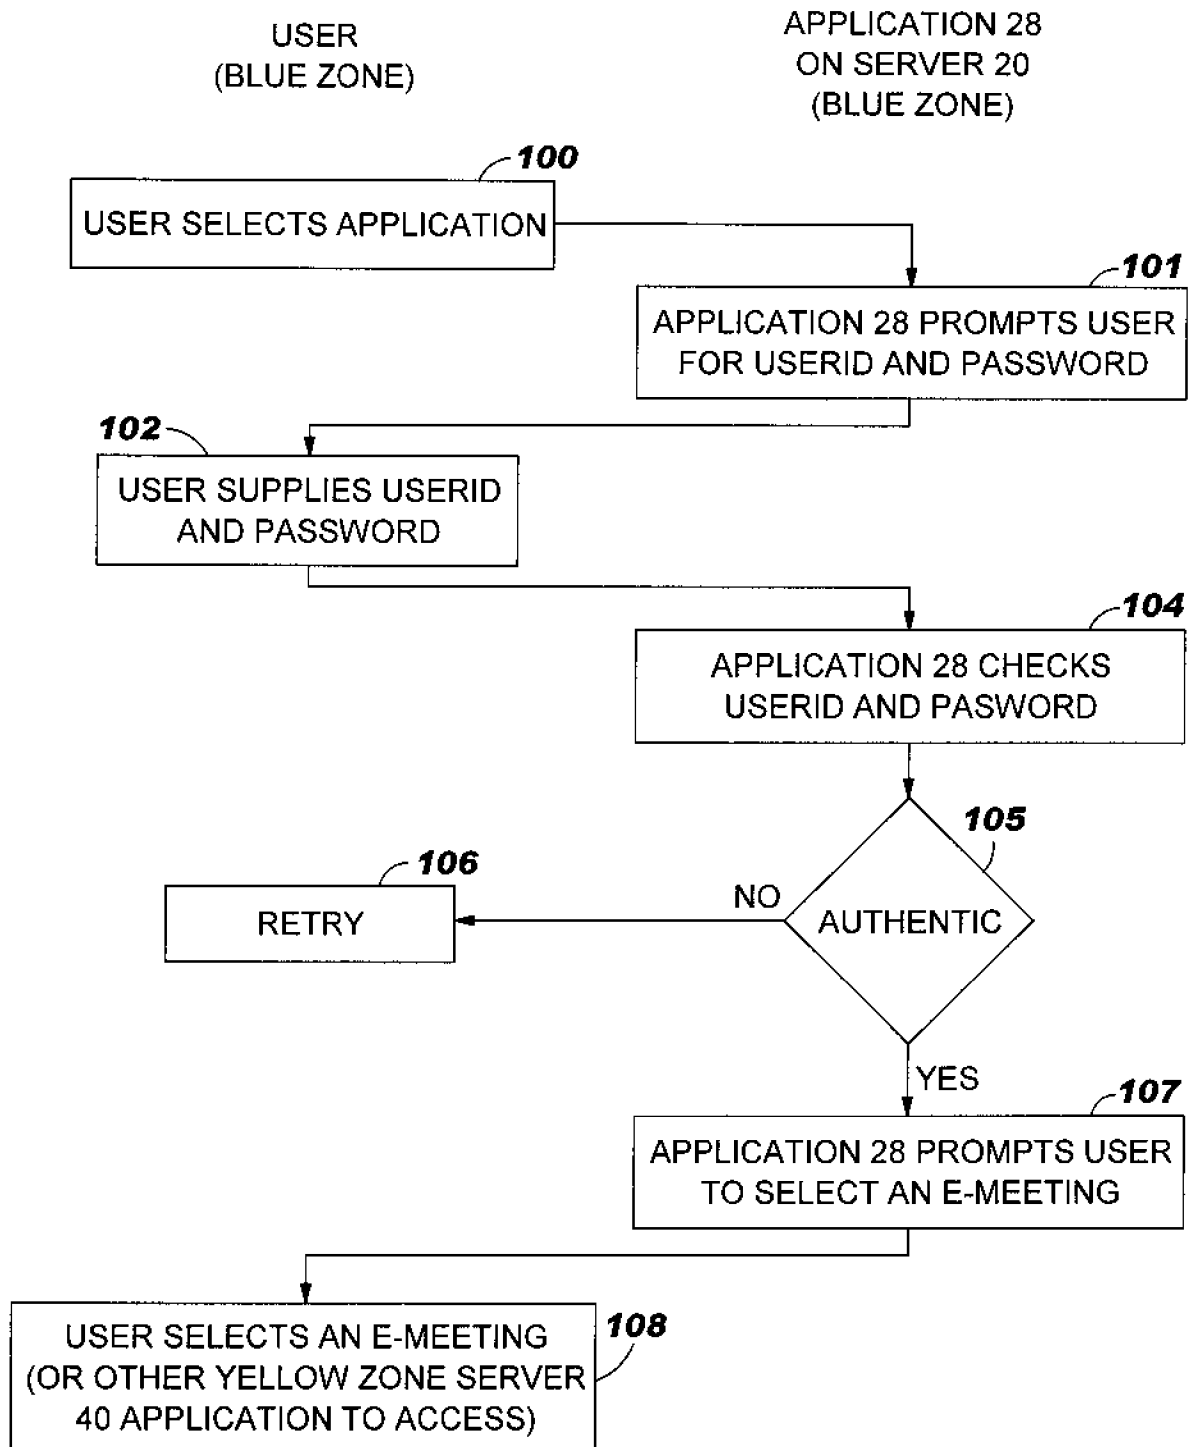 USER
(BLUE ZONE)
APPLICATION 28
ON SERVER 20
(BLUE ZONE)
100
USER SELECTS APPLICATION
101
APPLICATION 28 PROMPTS USER
FOR USERID AND PASSWORD
102
USER SUPPLIES USERID
AND PASSWORD
104
APPLICATION 28 CHECKS
USERID AND PASWORD
105
AUTHENTIC
NO
106
RETRY
YES
107
APPLICATION 28 PROMPTS USER
TO SELECT AN E-MEETING
108
USER SELECTS AN E-MEETING
(OR OTHER YELLOW ZONE SERVER
40 APPLICATION TO ACCESS)